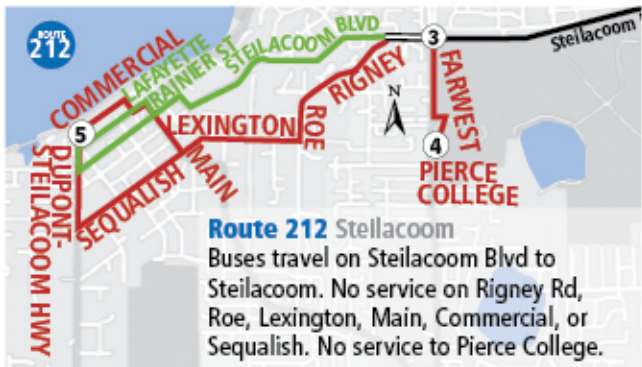 ROUTE
212
COMMERCIAL
LAFAYETTE
RAINIER ST
STEILACOOM BLVD
3
Steilacoom
FARWEST
RIGNEY
N
ROE
LEXINGTON
5
4
MAIN
PIERCE
COLLEGE
DUPONT-
STEILACOOM HWY
SEQUALISH
Route 212 Steilacoom
Buses travel on Steilacoom Blvd to
Steilacoom. No service on Rigney Rd,
Roe, Lexington, Main, Commercial, or
Sequalish. No service to Pierce College.